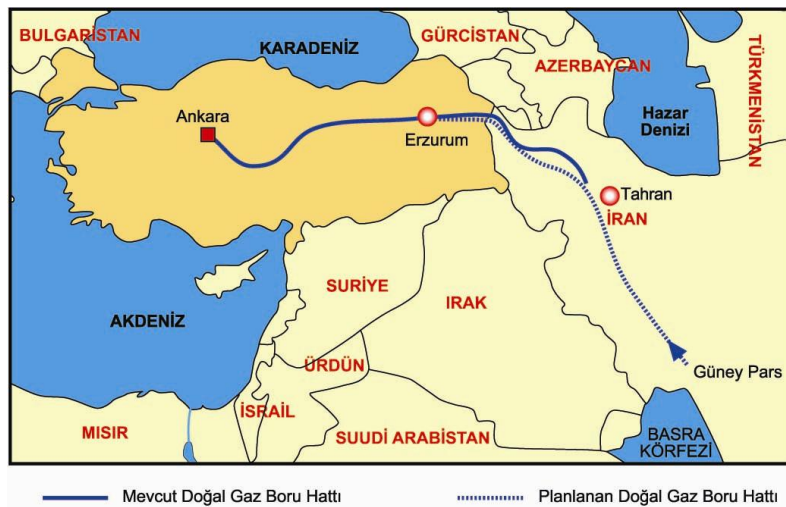 BULGARİSTAN
KARADENİZ
GÜRCİSTAN
AZERBAYCAN
TÜRKMENİSTAN
Hazar
Denizi
Ankara
Erzurum
Tahran
İRAN
SURİYE
IRAK
AKDENİZ
ÜRDÜN
Güney Pars
İSRAİL
MISIR
SUUDİ ARABİSTAN
BASRA
KÖRFEZİ
Mevcut Doğal Gaz Boru Hattı
Planlanan Doğal Gaz Boru Hattı